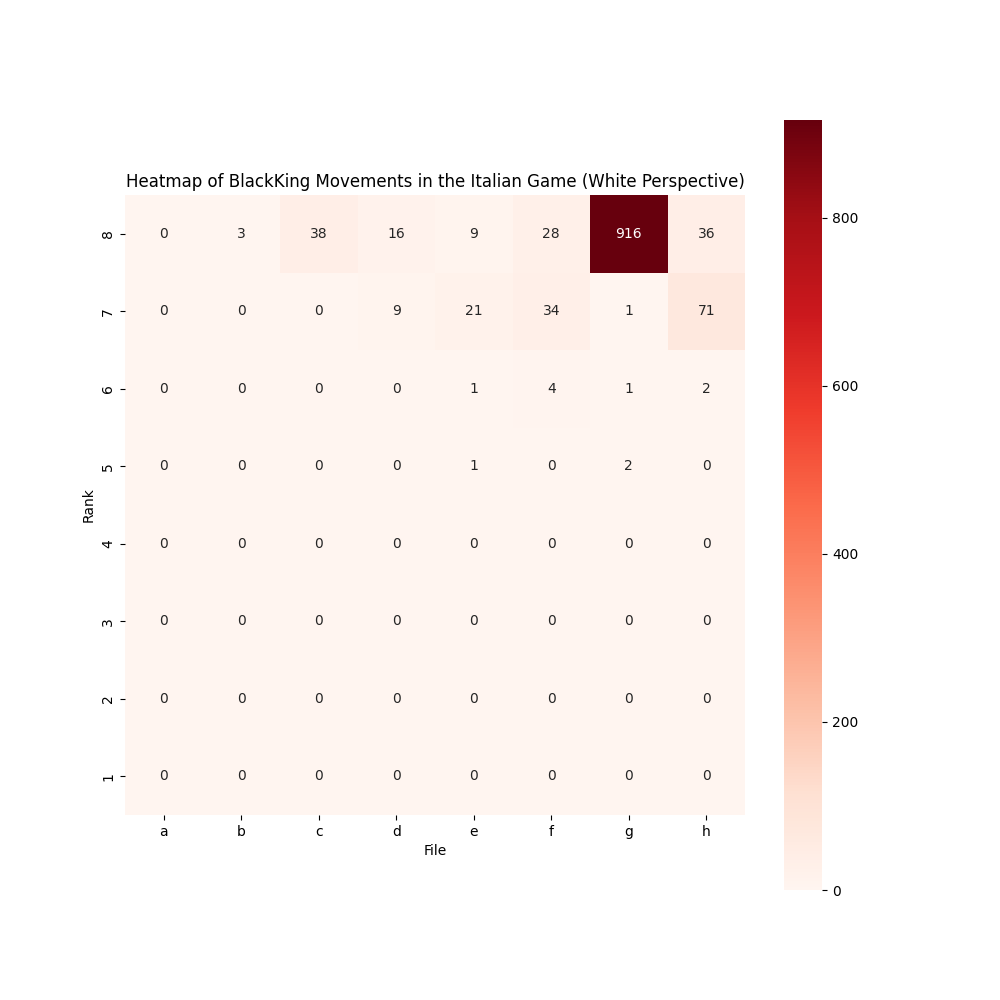 Heatmap of BlackKing Movements in the Italian Game (White Perspective)
8 0 3 38 16 9 28 916 36
7 0 0 0 9 21 34 1 71
6 0 0 0 0 1 4 1 2
5 0 0 0 0 1 0 2 0
4 0 0 0 0 0 0 0 0
3 0 0 0 0 0 0 0 0
2 0 0 0 0 0 0 0 0
1 0 0 0 0 0 0 0 0
Rank
a b c d e f g h
File
800
600
400
200
0